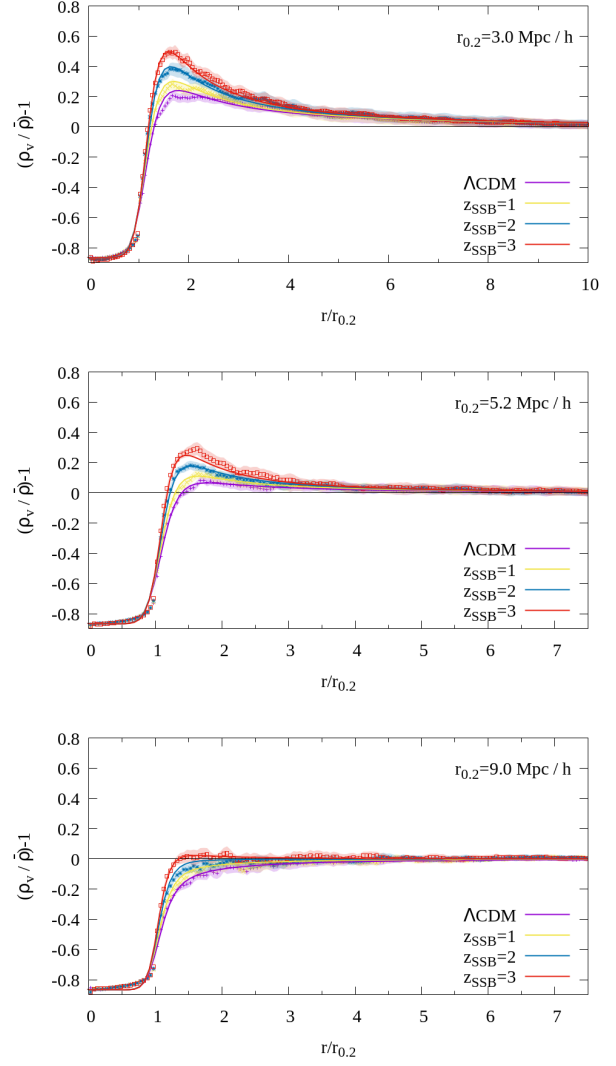 0.8
r0.2=3.0 Mpc / h
0.6
0.4
0.2
0
-0.2
-0.4
-0.6
-0.8
(ρv / ρ̄)-1
ΛCDM
zSSB=1
zSSB=2
zSSB=3
0 2 4 6 8 10
r/r0.2
0.8
r0.2=5.2 Mpc / h
0.6
0.4
0.2
0
-0.2
-0.4
-0.6
-0.8
(ρv / ρ̄)-1
ΛCDM
zSSB=1
zSSB=2
zSSB=3
0 1 2 3 4 5 6 7
r/r0.2
0.8
r0.2=9.0 Mpc / h
0.6
0.4
0.2
0
-0.2
-0.4
-0.6
-0.8
(ρv / ρ̄)-1
ΛCDM
zSSB=1
zSSB=2
zSSB=3
0 1 2 3 4 5 6 7
r/r0.2